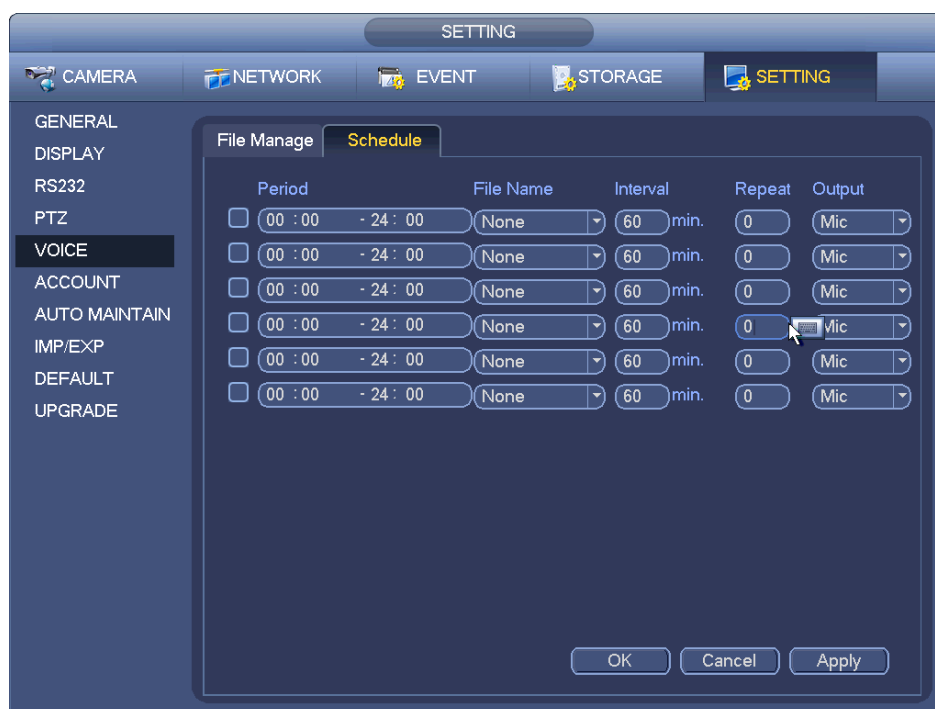 SETTING
CAMERA NETWORK EVENT STORAGE SETTING
GENERAL
DISPLAY
RS232
PTZ
VOICE
ACCOUNT
AUTO MAINTAIN
IMP/EXP
DEFAULT
UPGRADE
File Manage Schedule
Period File Name Interval Repeat Output
00 : 00 - 24 : 00 None 60 min. 0 Mic
00 : 00 - 24 : 00 None 60 min. 0 Mic
00 : 00 - 24 : 00 None 60 min. 0 Mic
00 : 00 - 24 : 00 None 60 min. 0 Mic
00 : 00 - 24 : 00 None 60 min. 0 Mic
00 : 00 - 24 : 00 None 60 min. 0 Mic
OK Cancel Apply